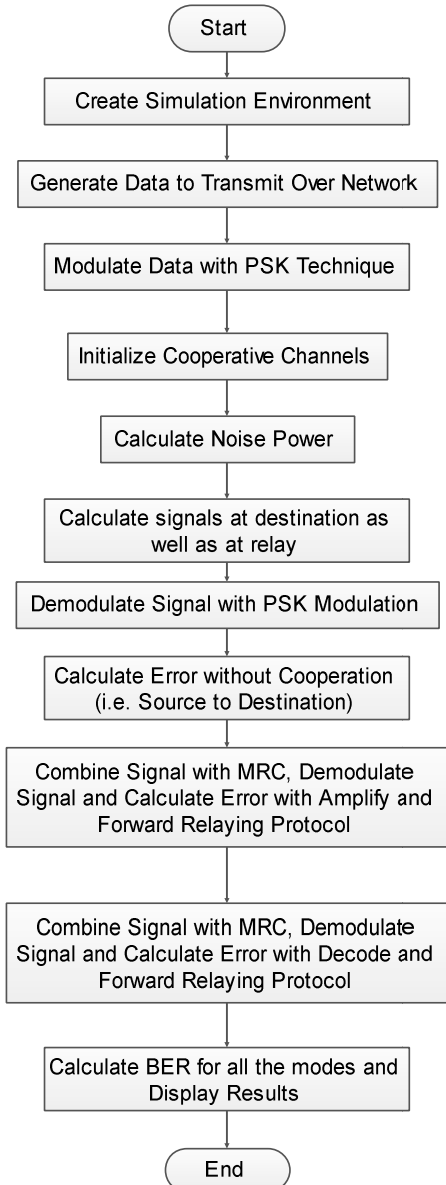 Start
Create Simulation Environment
Generate Data to Transmit Over Network
Modulate Data with PSK Technique
Initialize Cooperative Channels
Calculate Noise Power
Calculate signals at destination as
well as at relay
Demodulate Signal with PSK Modulation
Calculate Error without Cooperation
(i.e. Source to Destination)
Combine Signal with MRC, Demodulate
Signal and Calculate Error with Amplify and
Forward Relaying Protocol
Combine Signal with MRC, Demodulate
Signal and Calculate Error with Decode and
Forward Relaying Protocol
Calculate BER for all the modes and
Display Results
End